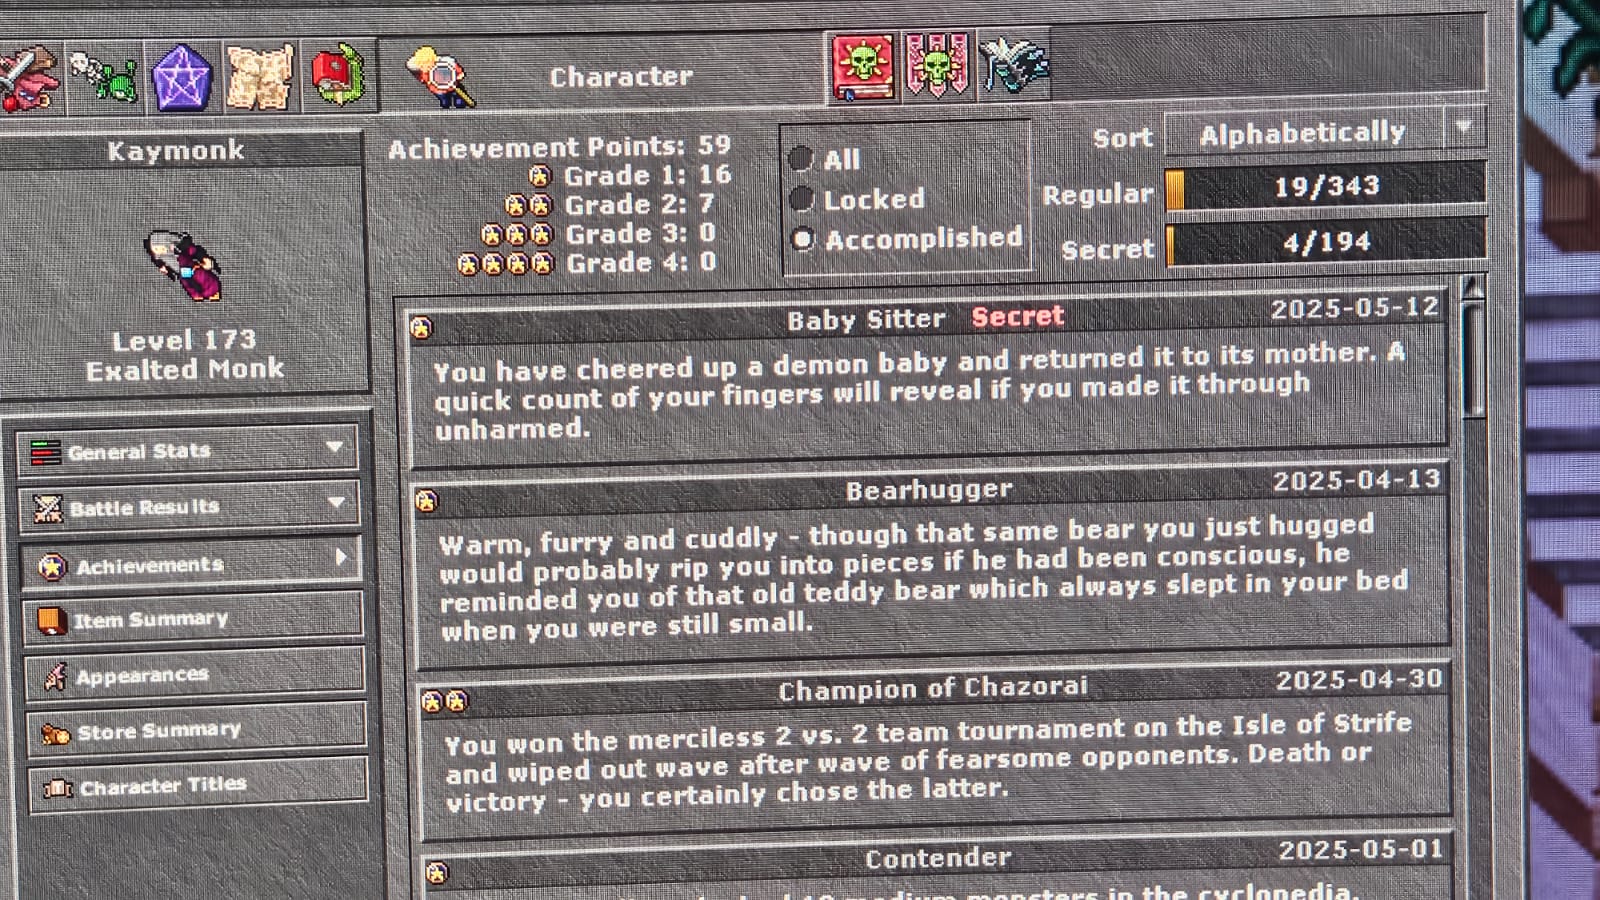 Character
Kaymonk
Level 173
Exalted Monk
General Stats
Battle Results
Achievements
Item Summary
Appearances
Store Summary
Character Titles
Achievement Points: 59
Grade 1: 16
Grade 2: 7
Grade 3: 0
Grade 4: 0
All
Locked
Accomplished
Sort Alphabetically
Regular 19/343
Secret 4/194
Baby Sitter Secret 2025-05-12
You have cheered up a demon baby and returned it to its mother. A
quick count of your fingers will reveal if you made it through
unharmed.
Bearhugger 2025-04-13
Warm, furry and cuddly - though that same bear you just hugged
would probably rip you into pieces if he had been conscious, he
reminded you of that old teddy bear which always slept in your bed
when you were still small.
Champion of Chazorai 2025-04-30
You won the merciless 2 vs. 2 team tournament on the Isle of Strife
and wiped out wave after wave of fearsome opponents. Death or
victory - you certainly chose the latter.
Contender 2025-05-01
10 medium monsters in the cyclopedia.